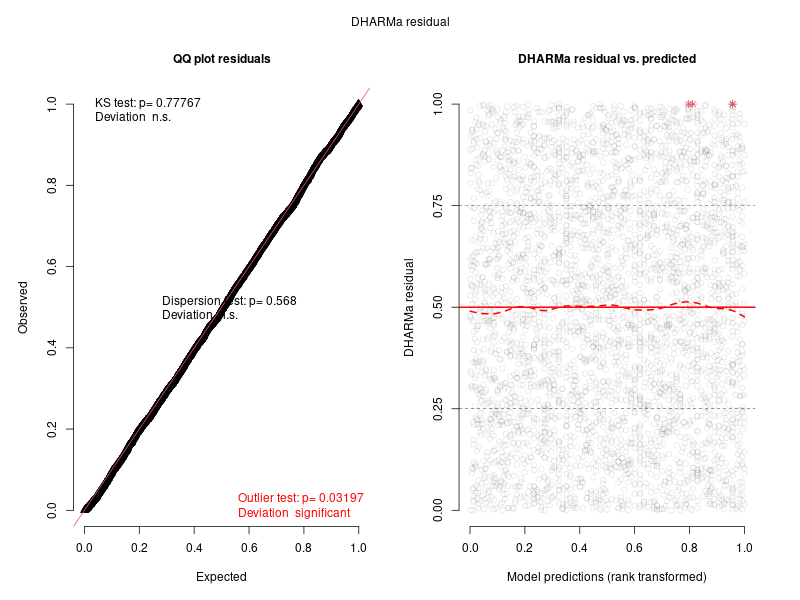 DHARMa residual
QQ plot residuals
KS test: p= 0.77767
Deviation n.s.
Dispersion test: p= 0.568
Deviation n.s.
Outlier test: p= 0.03197
Deviation significant
Observed
0.0
0.2
0.4
0.6
0.8
1.0
0.0 0.2 0.4 0.6 0.8 1.0
Expected
DHARMa residual vs. predicted
DHARMa residual
0.00
0.25
0.50
0.75
1.00
0.0 0.2 0.4 0.6 0.8 1.0
Model predictions (rank transformed)